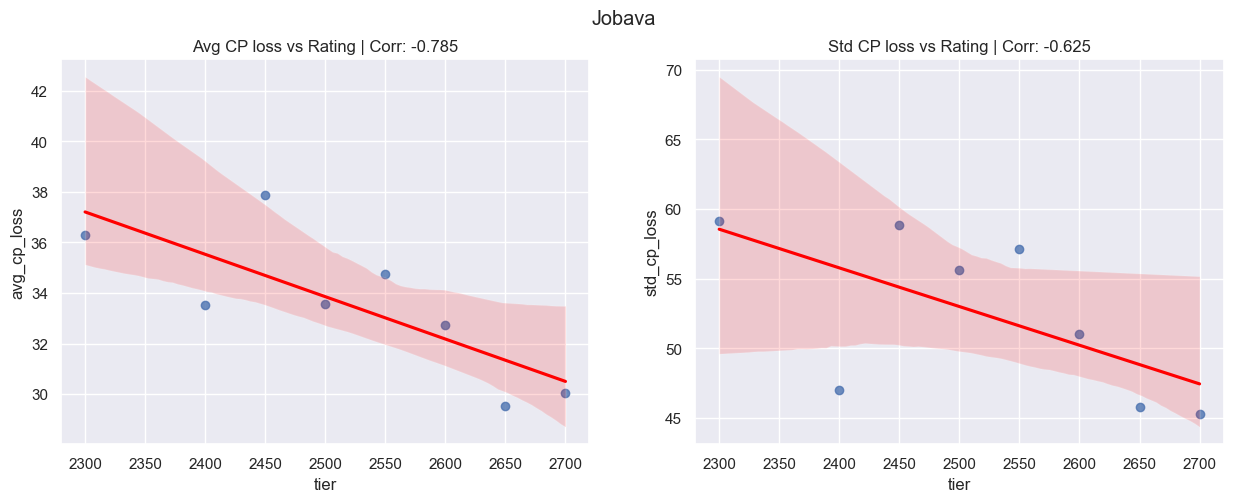 Jobava
Avg CP loss vs Rating | Corr: -0.785
avg_cp_loss
42
40
38
36
34
32
30
2300 2350 2400 2450 2500 2550 2600 2650 2700
tier
Std CP loss vs Rating | Corr: -0.625
std_cp_loss
70
65
60
55
50
45
2300 2350 2400 2450 2500 2550 2600 2650 2700
tier